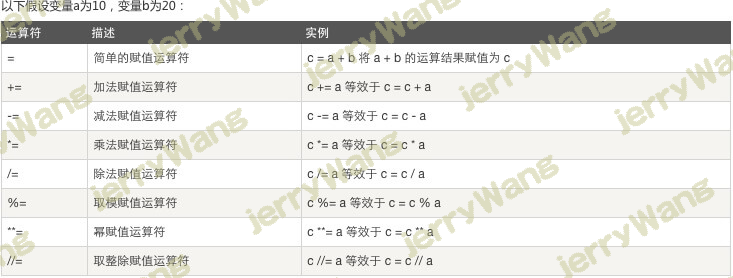 以下假设变量a为10，变量b为20：
运算符 描述 实例
= 简单的赋值运算符 c = a + b 将 a + b 的运算结果赋值为 c
+= 加法赋值运算符 c += a 等效于 c = c + a
-= 减法赋值运算符 c -= a 等效于 c = c - a
*= 乘法赋值运算符 c *= a 等效于 c = c * a
/= 除法赋值运算符 c /= a 等效于 c = c / a
%= 取模赋值运算符 c %= a 等效于 c = c % a
**= 幂赋值运算符 c **= a 等效于 c = c ** a
//= 取整除赋值运算符 c //= a 等效于 c = c // a
jerryWang
jerryWang
jerryWang
jerryWang
jerryWang
jerryWang
jerryWang
jerryWang
jerryWang
jerryWang